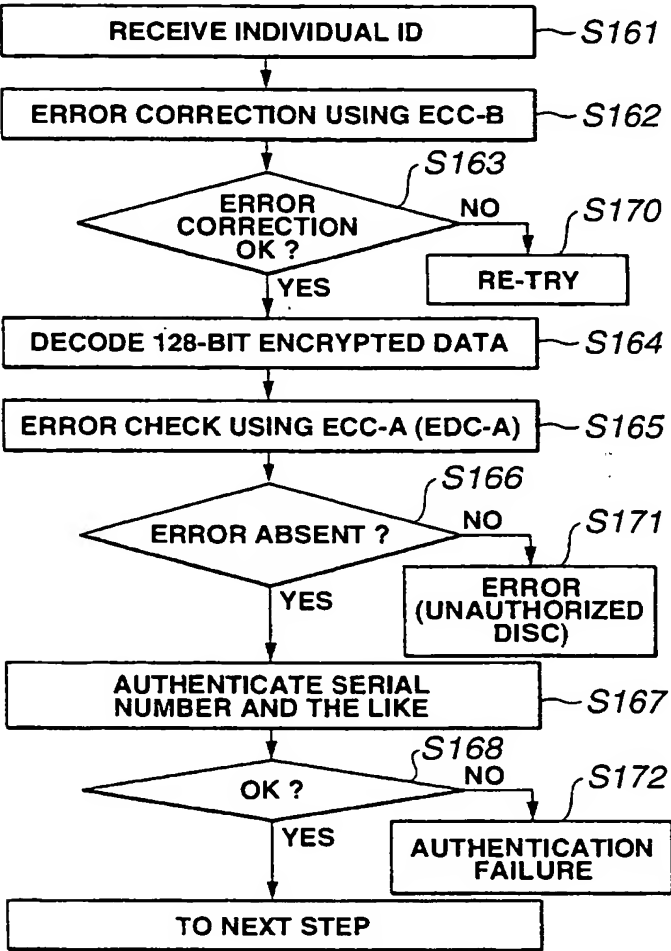 RECEIVE INDIVIDUAL ID
S161
ERROR CORRECTION USING ECC-B
S162
S163
ERROR
CORRECTION
OK ?
NO
S170
RE-TRY
YES
DECODE 128-BIT ENCRYPTED DATA
S164
ERROR CHECK USING ECC-A (EDC-A)
S165
S166
ERROR ABSENT ?
NO
S171
ERROR
(UNAUTHORIZED
DISC)
YES
AUTHENTICATE SERIAL
NUMBER AND THE LIKE
S167
S168
OK ?
NO
S172
AUTHENTICATION
FAILURE
YES
TO NEXT STEP